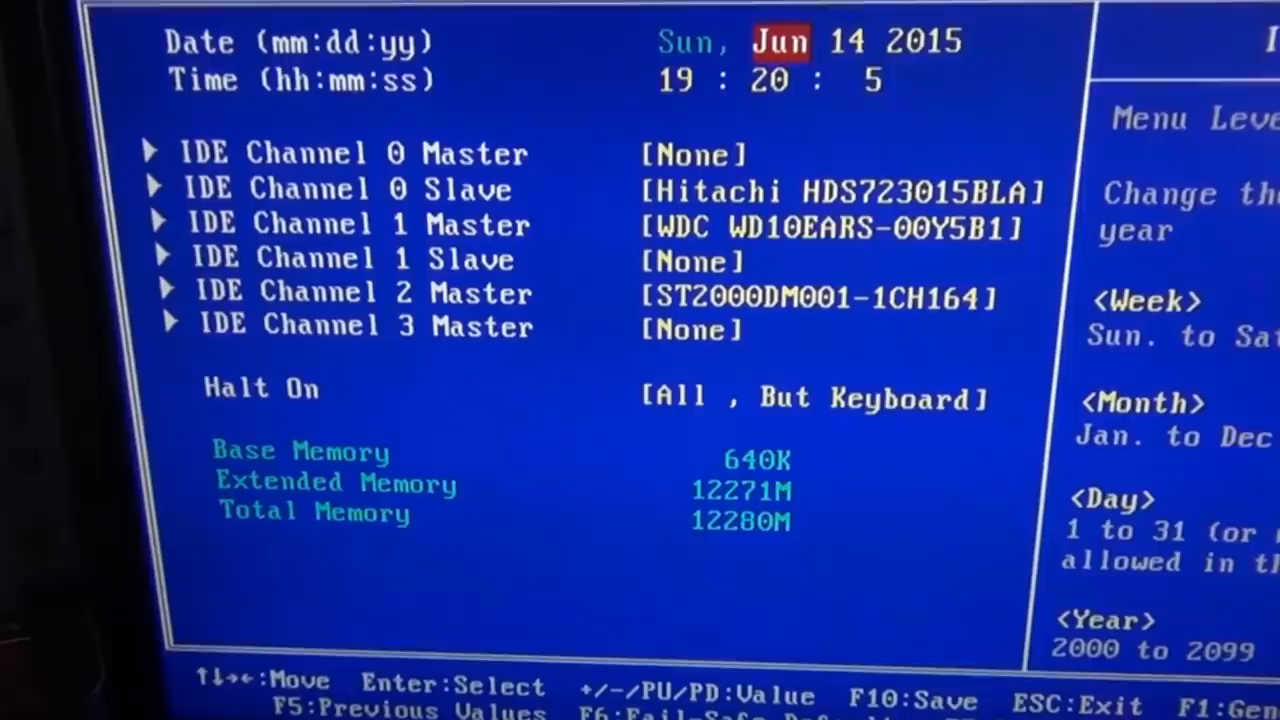 Date (mm:dd:yy) Sun, Jun 14 2015
Time (hh:mm:ss) 19 : 20 : 5
IDE Channel 0 Master [None]
IDE Channel 0 Slave [Hitachi HDS723015BLA]
IDE Channel 1 Master [WDC WD10EARS-00Y5B1]
IDE Channel 1 Slave [None]
IDE Channel 2 Master [ST2000DM001-1CH164]
IDE Channel 3 Master [None]
Halt On [All , But Keyboard]
Base Memory 640K
Extended Memory 12271M
Total Memory 12280M
Menu
Change
year
<Week>
Sun. to
<Month>
Jan. to Dec
<Day>
1 to 31 (or
allowed in
<Year>
2000 to 2099
↑↓→←:Move Enter:Select +/-/PU/PD:Value F10:Save ESC:Exit
F5:Previous Values